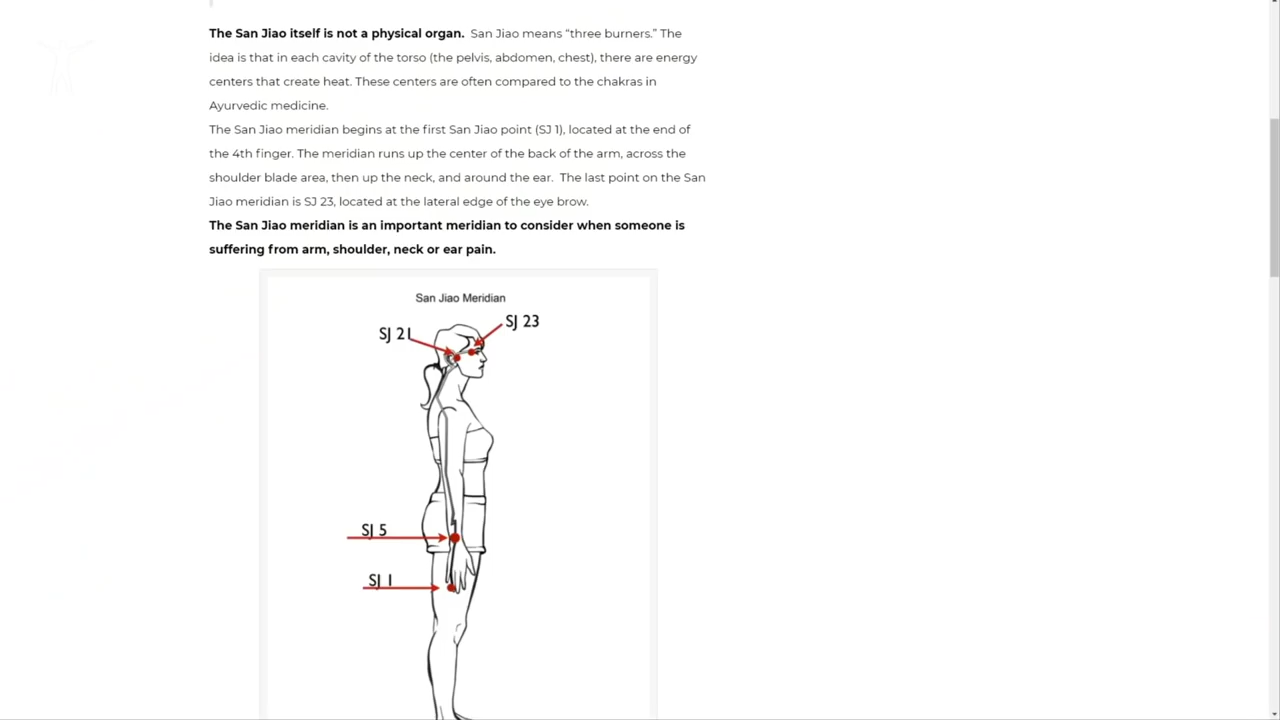 The San Jiao itself is not a physical organ.  San Jiao means “three burners.” The
idea is that in each cavity of the torso (the pelvis, abdomen, chest), there are energy
centers that create heat. These centers are often compared to the chakras in
Ayurvedic medicine.
The San Jiao meridian begins at the first San Jiao point (SJ 1), located at the end of
the 4th finger. The meridian runs up the center of the back of the arm, across the
shoulder blade area, then up the neck, and around the ear.  The last point on the San
Jiao meridian is SJ 23, located at the lateral edge of the eye brow.
The San Jiao meridian is an important meridian to consider when someone is
suffering from arm, shoulder, neck or ear pain.
San Jiao Meridian
SJ 23
SJ 21
SJ 5
SJ 1